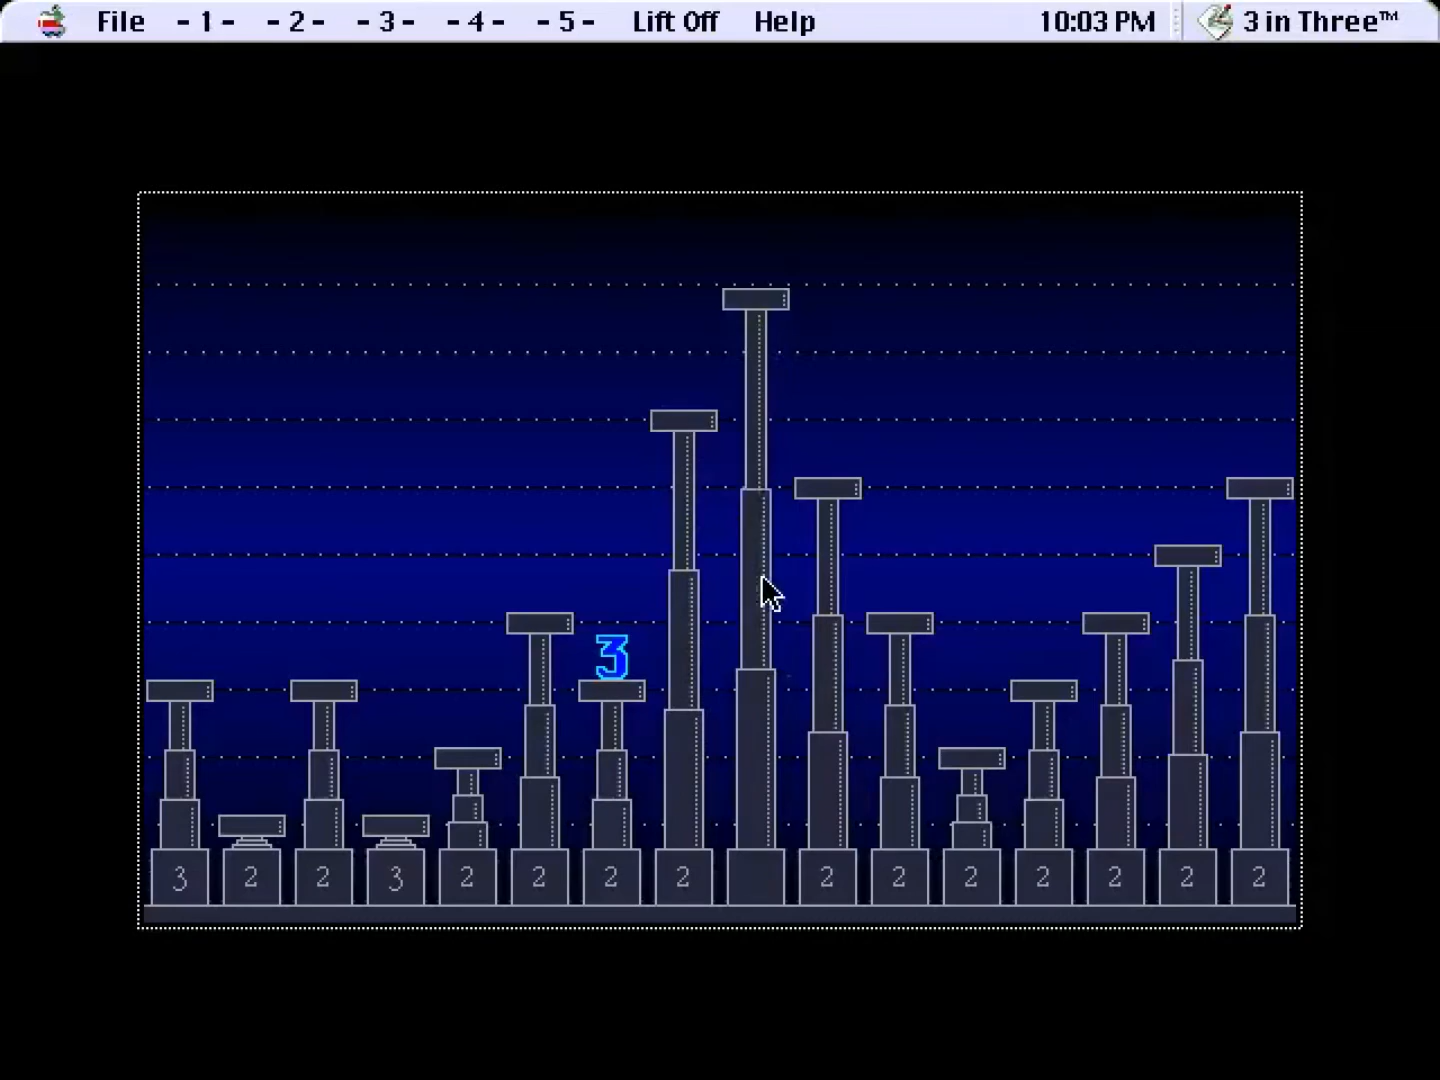 File - 1 - - 2 - - 3 - - 4 - - 5 - Lift Off Help 10:03 PM 3 in Three™
3
3 2 2 3 2 2 2 2 2 2 2 2 2 2 2